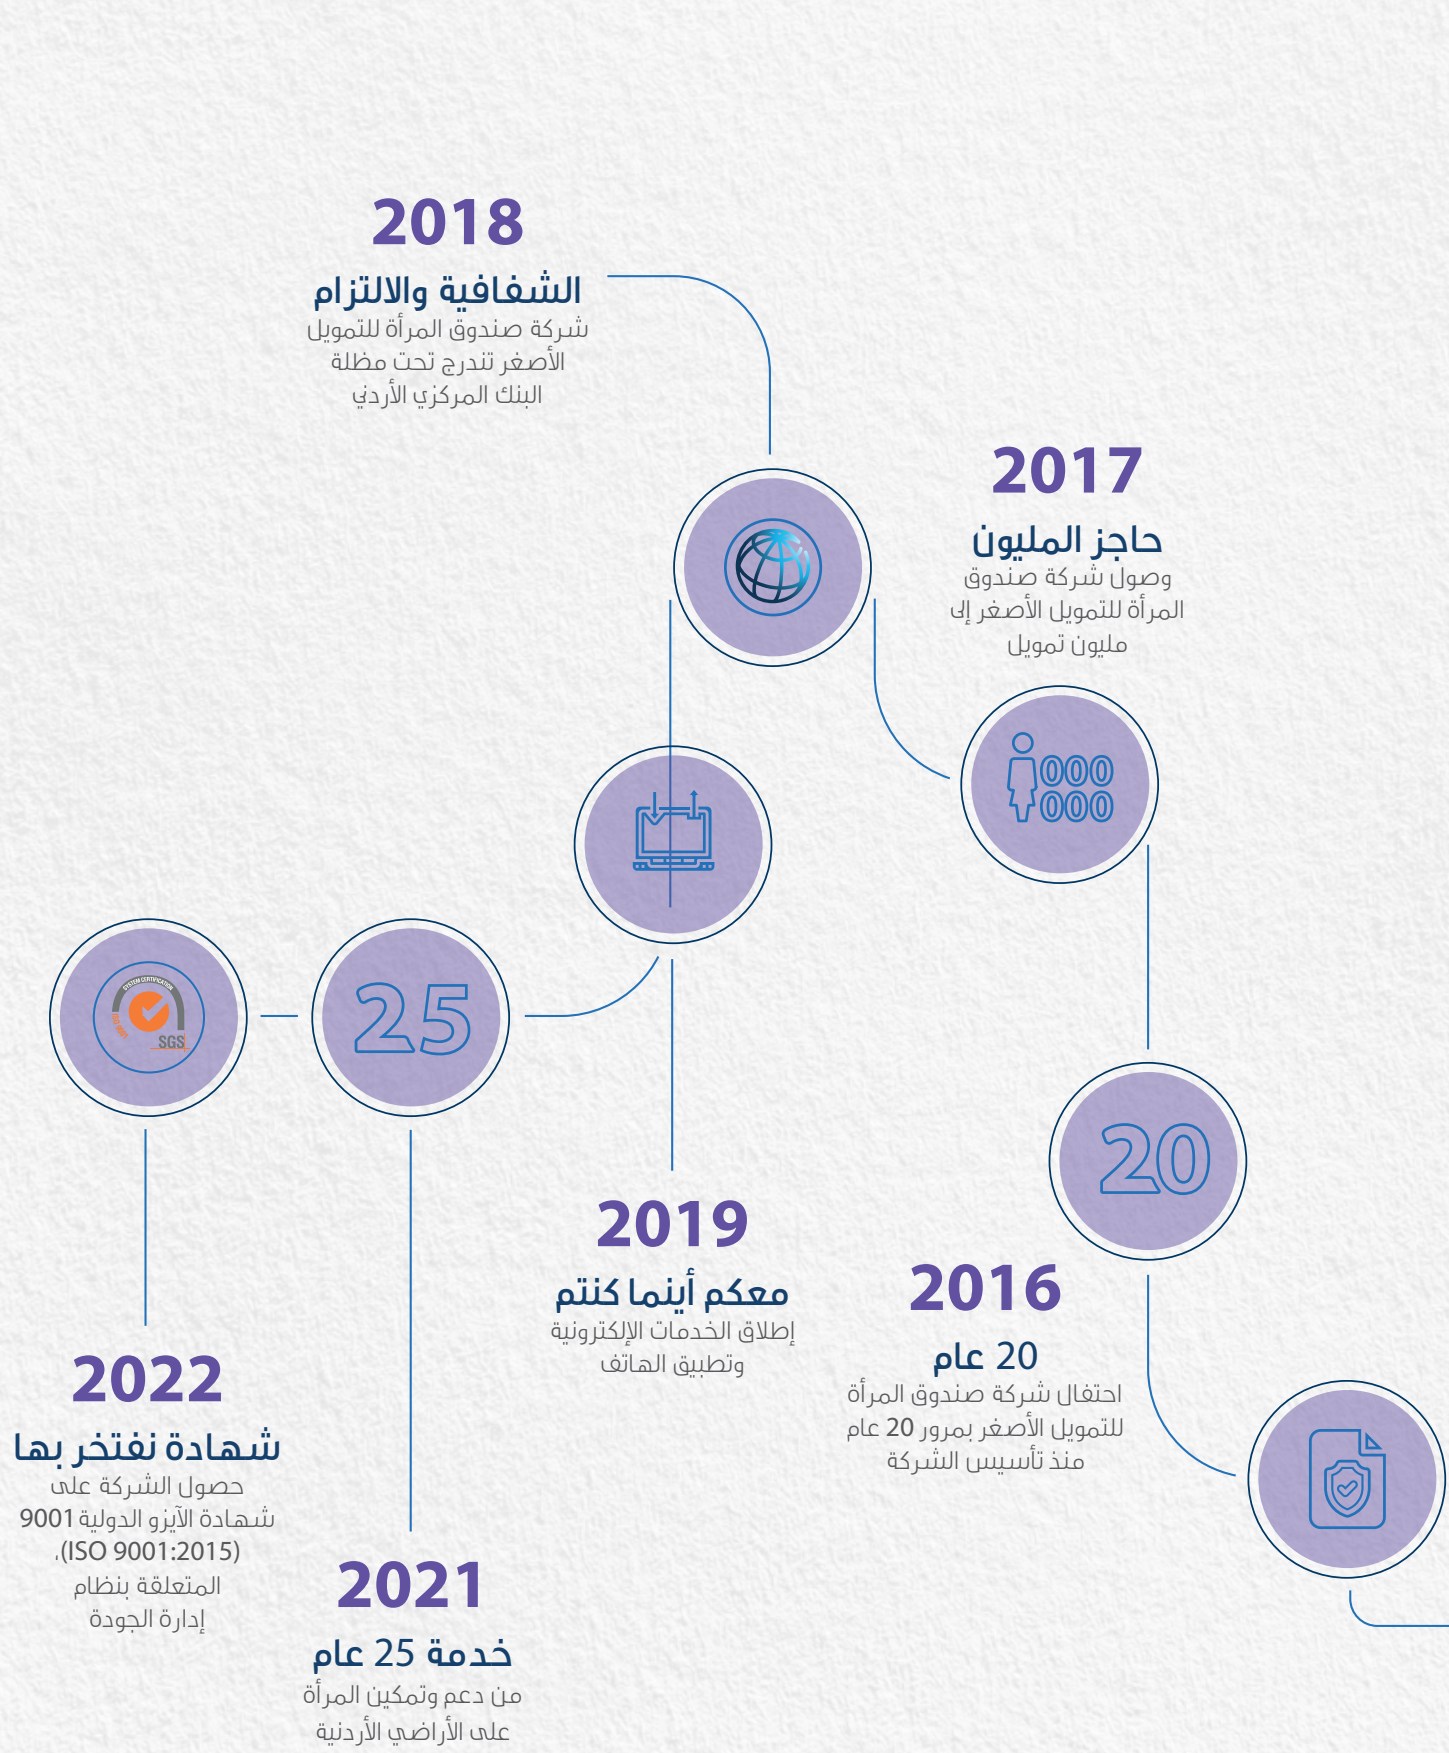 2018
الشفافية والالتزام
شركة صندوق المرأة للتمويل
الأصغر تندرج تحت مظلة
البنك المركزي الأردني
2017
حاجز المليون
وصول شركة صندوق
المرأة للتمويل الأصغر إلى
مليون تمويل
000
000
20
2016
20 عام
احتفال شركة صندوق المرأة
للتمويل الأصغر بمرور 20 عام
منذ تأسيس الشركة
2019
معكم أينما كنتم
إطلاق الخدمات الإلكترونية
وتطبيق الهاتف
25
2021
خدمة 25 عام
من دعم وتمكين المرأة
على الأراضي الأردنية
SYSTEM CERTIFICATION
ISO 9001
SGS
2022
شهادة نفتخر بها
حصول الشركة على
شهادة الآيزو الدولية 9001
(ISO 9001:2015)،
المتعلقة بنظام
إدارة الجودة